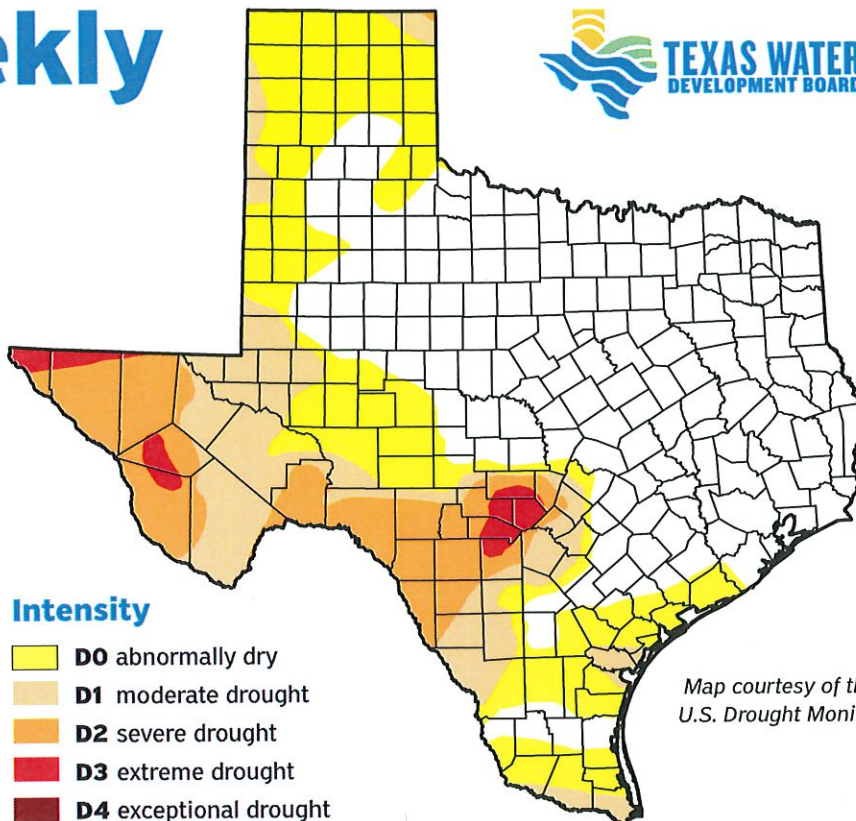 ekly
TEXAS WATER
DEVELOPMENT BOARD
Intensity
D0 abnormally dry
D1 moderate drought
D2 severe drought
D3 extreme drought
D4 exceptional drought
Map courtesy of th
U.S. Drought Moni